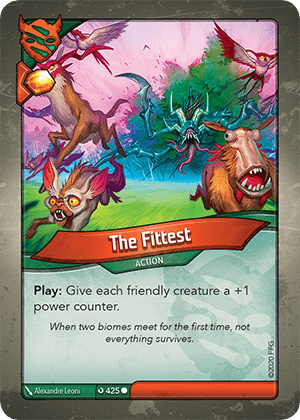 The Fittest
ACTION
Play: Give each friendly creature a +1
power counter.
When two biomes meet for the first time, not
everything survives.
©2020 FFG
Alexandre Leoni
425